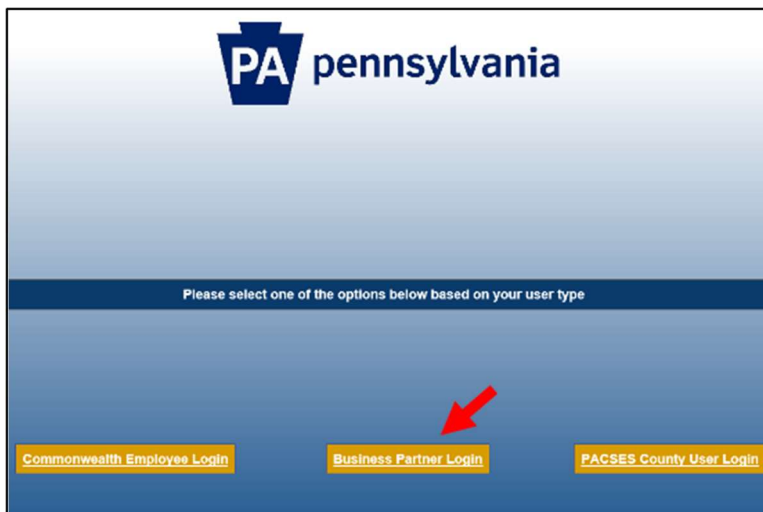 PA pennsylvania
Please select one of the options below based on your user type
Commonwealth Employee Login
Business Partner Login
PACSES County User Login